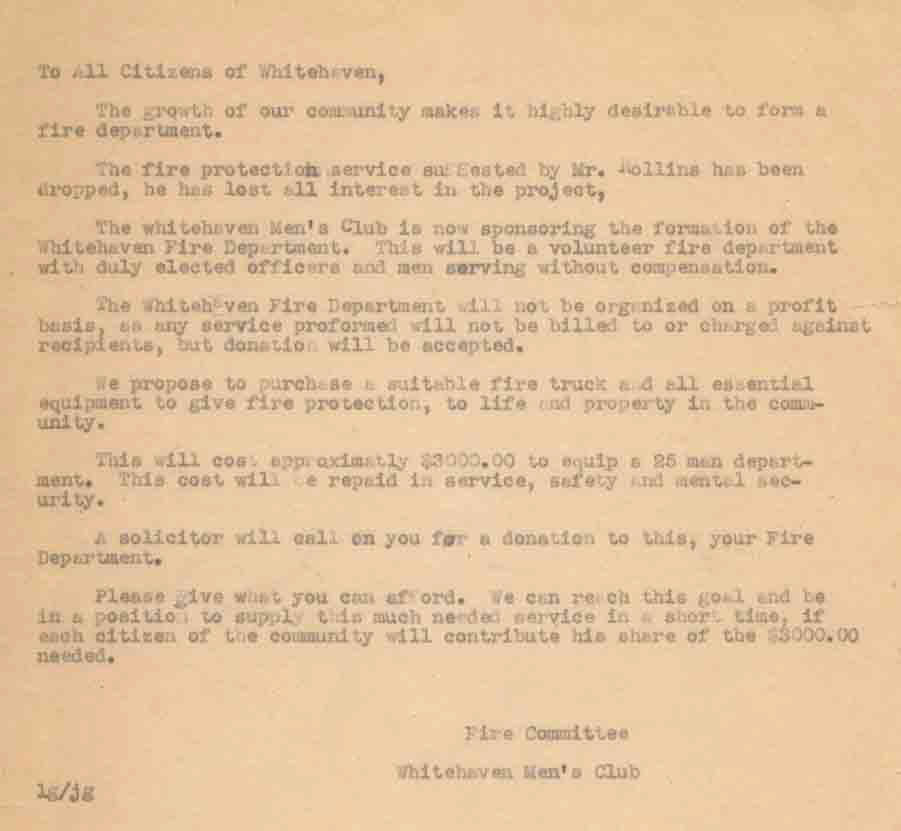 To All Citizens of Whitehaven,
The growth of our community makes it highly desirable to form a
fire department.
The fire protection service suggested by Mr. Rollins has been
dropped, he has lost all interest in the project,
The whitehaven Men's Club is now sponsoring the formation of the
Whitehaven Fire Department. This will be a volunteer fire department
with duly elected officers and men serving without compensation.
The Whitehaven Fire Department will not be organized on a profit
basis, as any service proformed will not be billed to or charged against
recipients, but donation will be accepted.
We propose to purchase a suitable fire truck and all essential
equipment to give fire protection, to life and property in the comm-
unity.
This will cost approximatly $3000.00 to equip a 25 man depart-
ment. This cost will be repaid in service, safety and mental sec-
urity.
A solicitor will call on you for a donation to this, your Fire
Department.
Please give what you can afford. We can reach this goal and be
in a position to supply this much needed service in a short time, if
each citizen of the community will contribute his share of the $3000.00
needed.
Fire Committee
Whitehaven Men's Club
lg/jg